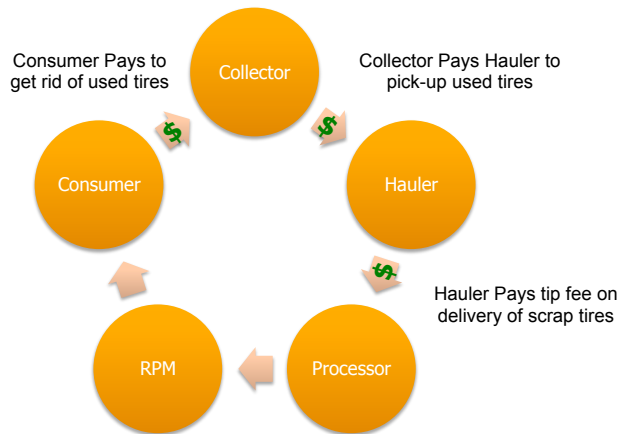 Consumer Pays to
get rid of used tires
Collector
Collector Pays Hauler to
pick-up used tires
$
$
Consumer
Hauler
$
Hauler Pays tip fee on
delivery of scrap tires
RPM
Processor